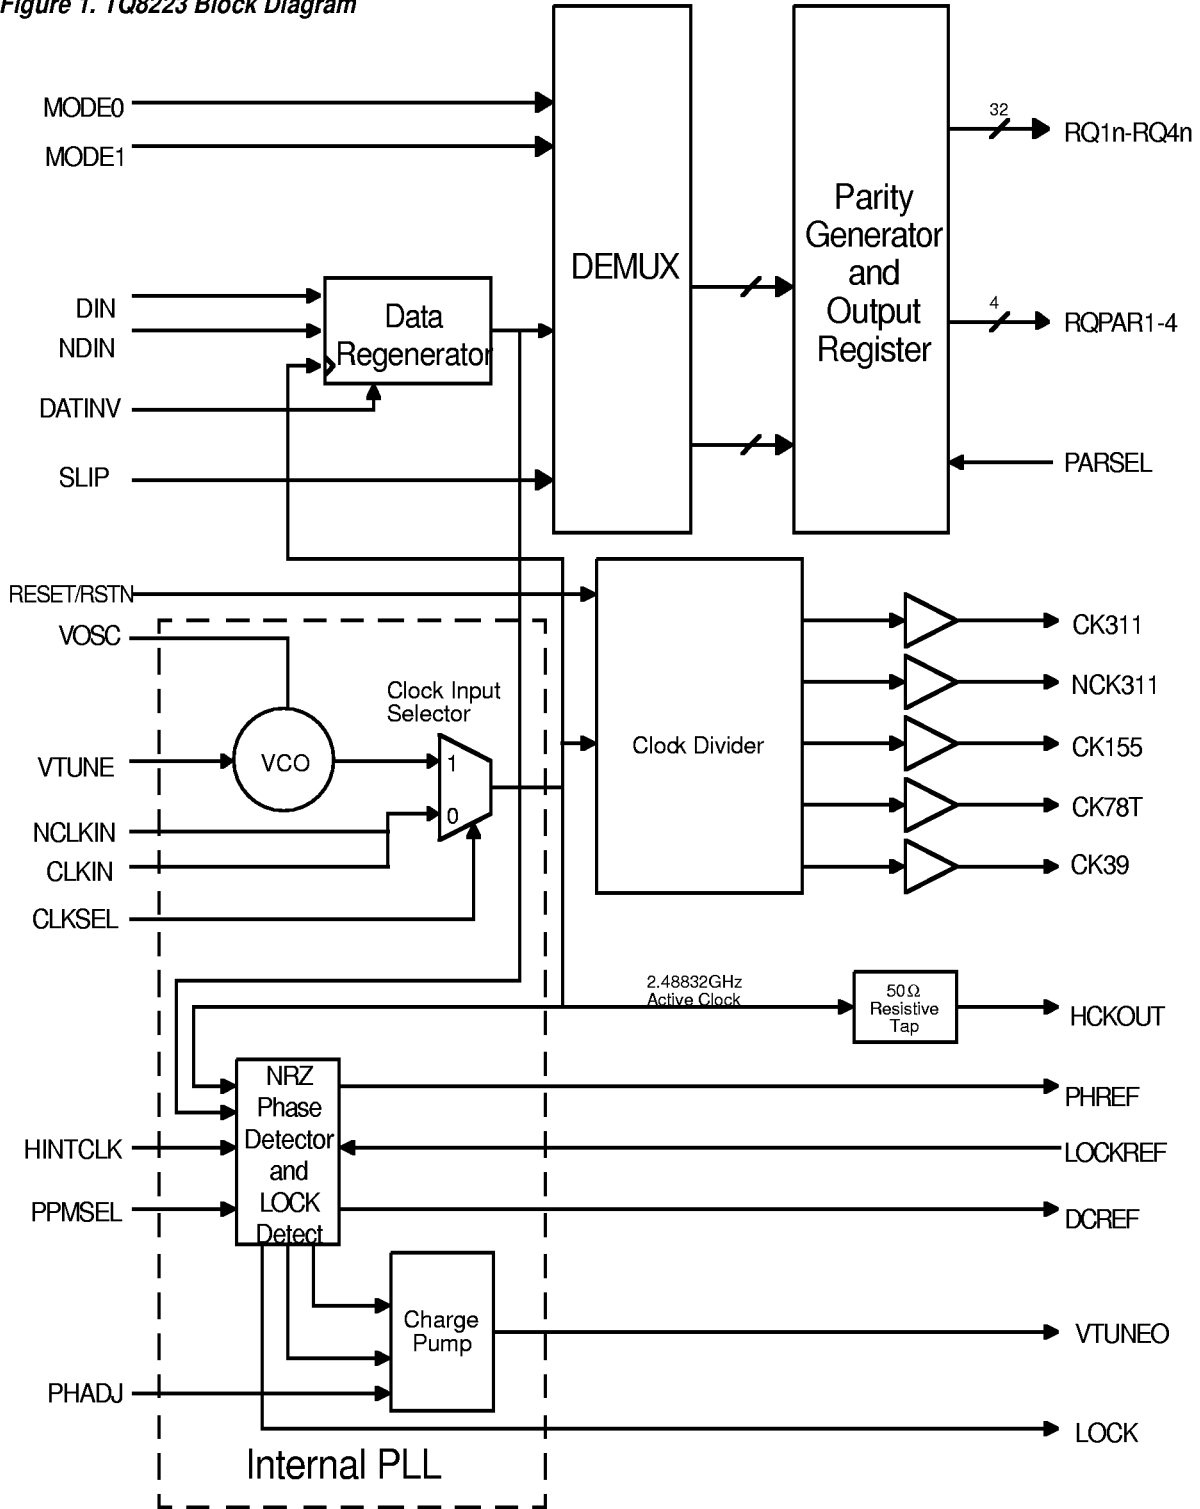 Figure 1. TQ8223 Block Diagram
MODE0
MODE1
DIN
NDIN
DATINV
SLIP
Data
Regenerator
DEMUX
Parity
Generator
and
Output
Register
32
RQ1n-RQ4n
4
RQPAR1-4
PARSEL
RESET/RSTN
VOSC
VTUNE
NCLKIN
CLKIN
CLKSEL
VCO
Clock Input
Selector
1
0
Clock Divider
CK311
NCK311
CK155
CK78T
CK39
2.48832GHz
Active Clock
50Ω
Resistive
Tap
HCKOUT
HINTCLK
PPMSEL
NRZ
Phase
Detector
and
LOCK
Detect
PHREF
LOCKREF
DCREF
PHADJ
Charge
Pump
VTUNEO
LOCK
Internal PLL